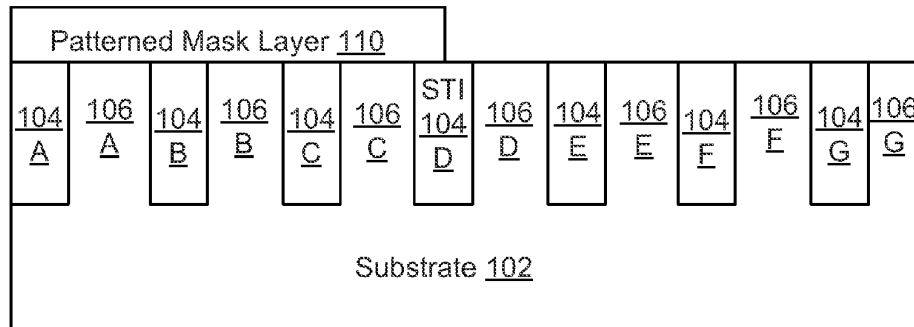 Patterned Mask Layer 110
104 A
106 A
104 B
106 B
104 C
106 C
STI 104 D
106 D
104 E
106 E
104 F
106 F
104 G
106 G
Substrate 102